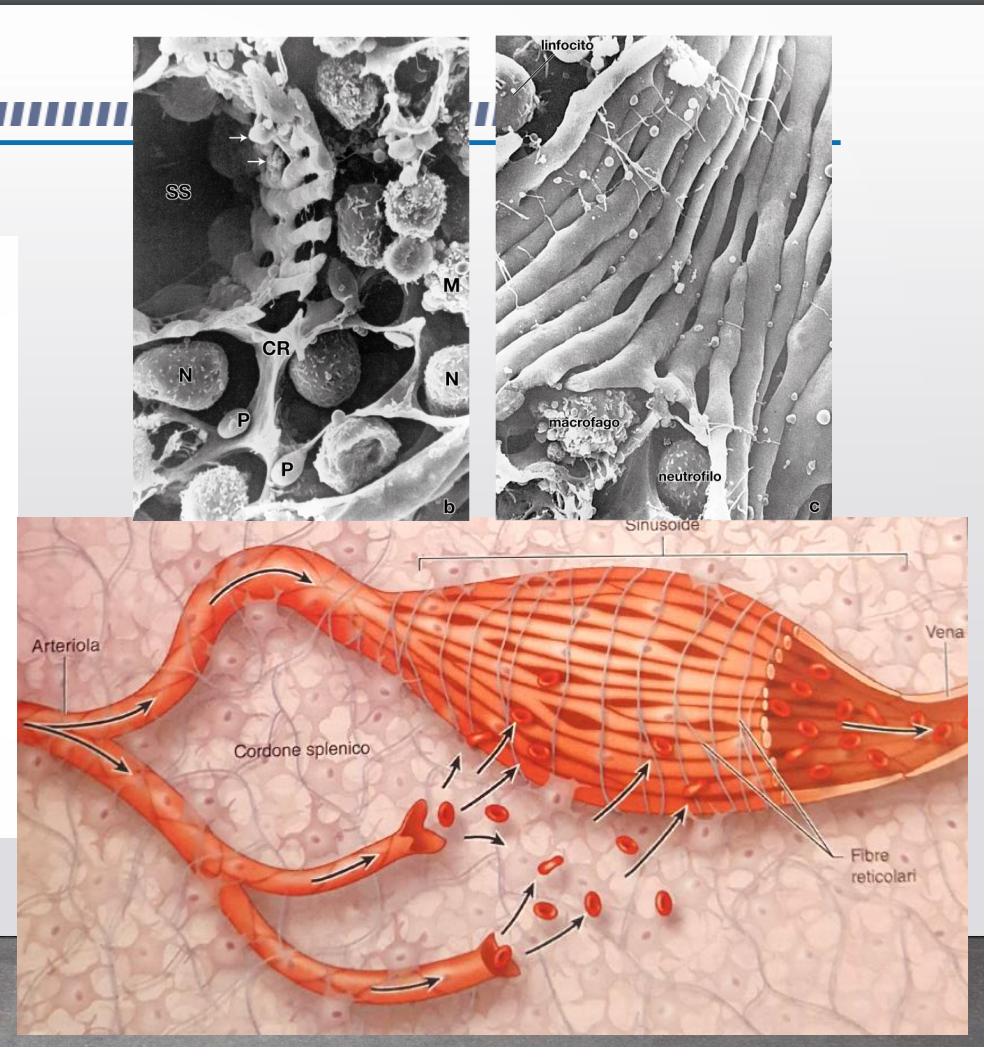 linfocito
SS
M
CR
N
N
P
P
macrofago
neutrofilo
b
c
Sinusoide
Arteriola
Vena
Cordone splenico
Fibre
reticolari